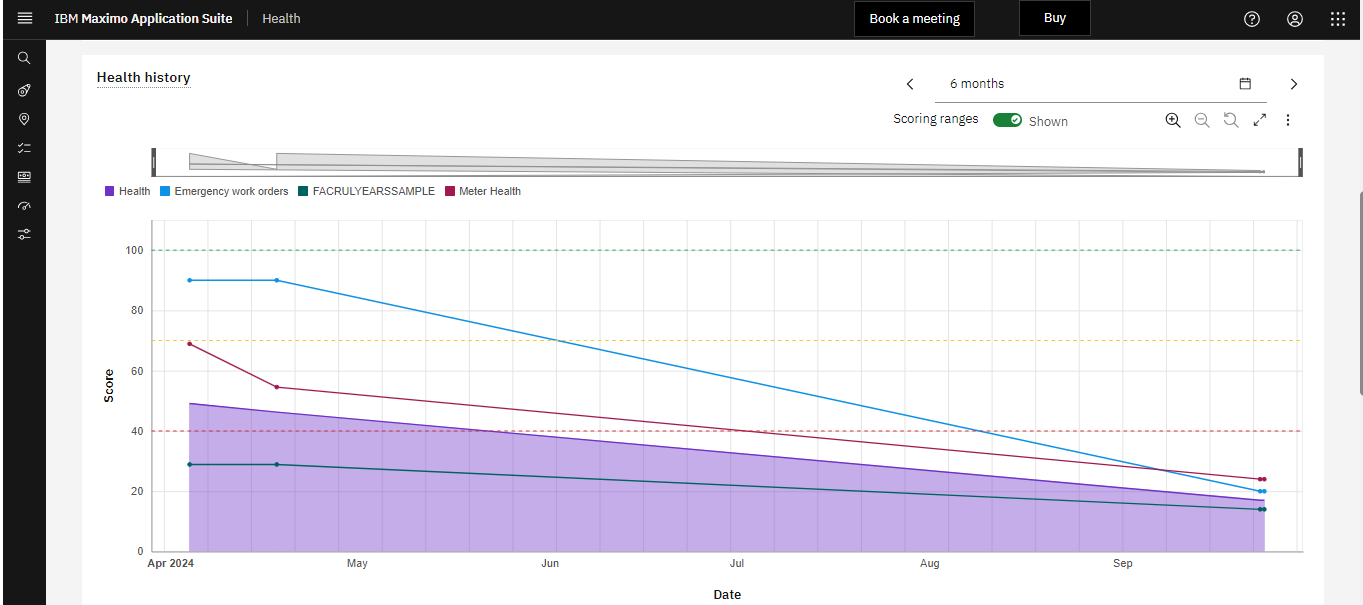 IBM Maximo Application Suite Health Book a meeting Buy
Health history
6 months
Scoring ranges Shown
Health Emergency work orders FACRULYEARSSAMPLE Meter Health
100
80
60
40
20
0
Score
Apr 2024 May Jun Jul Aug Sep
Date